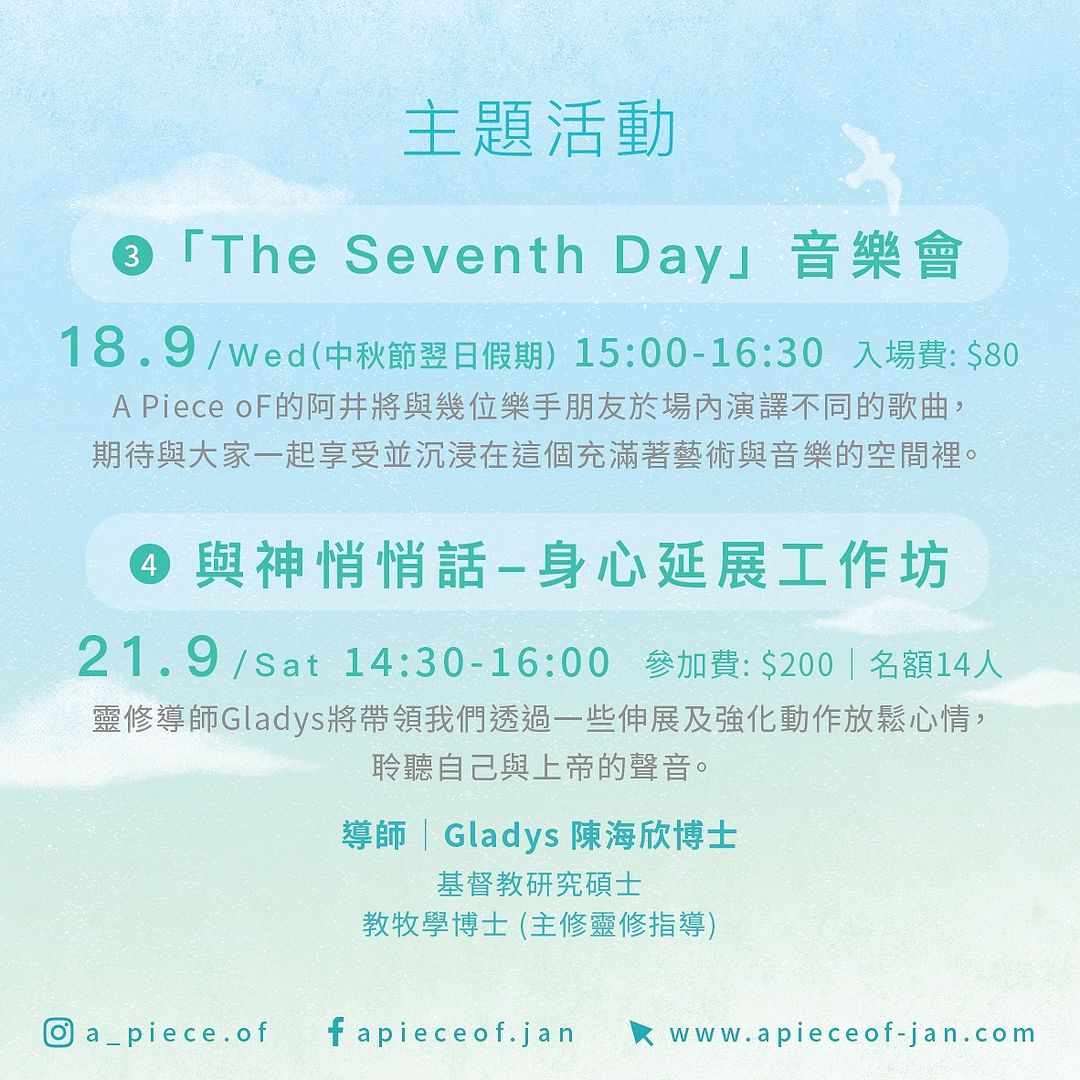 主題活動
❸「The Seventh Day」音樂會
18.9/Wed(中秋節翌日假期) 15:00-16:30 入場費: $80
A Piece oF的阿井將與幾位樂手朋友於場內演譯不同的歌曲，
期待與大家一起享受並沉浸在這個充滿著藝術與音樂的空間裡。
❹ 與神悄悄話–身心延展工作坊
21.9/Sat 14:30-16:00 參加費: $200｜名額14人
靈修導師Gladys將帶領我們透過一些伸展及強化動作放鬆心情，
聆聽自己與上帝的聲音。
導師｜Gladys 陳海欣博士
基督教研究碩士
教牧學博士 (主修靈修指導)
a_piece.of apieceof.jan www.apieceof-jan.com